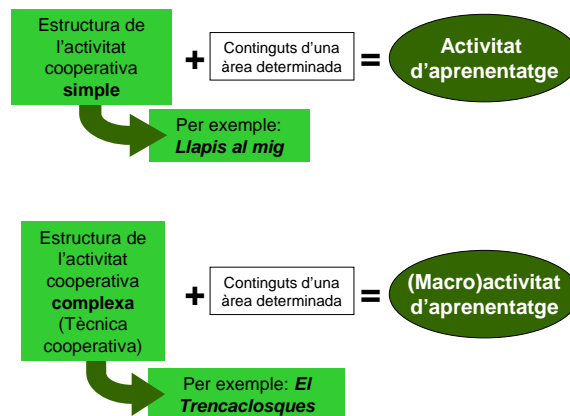 Estructura de
l'activitat
cooperativa
simple
+
Continguts d'una
àrea determinada
=
Activitat
d'aprenentatge
Per exemple:
Llapis al mig
Estructura de
l'activitat
cooperativa
complexa
(Tècnica
cooperativa)
+
Continguts d'una
àrea determinada
=
(Macro)activitat
d'aprenentatge
Per exemple: El
Trencaclosques